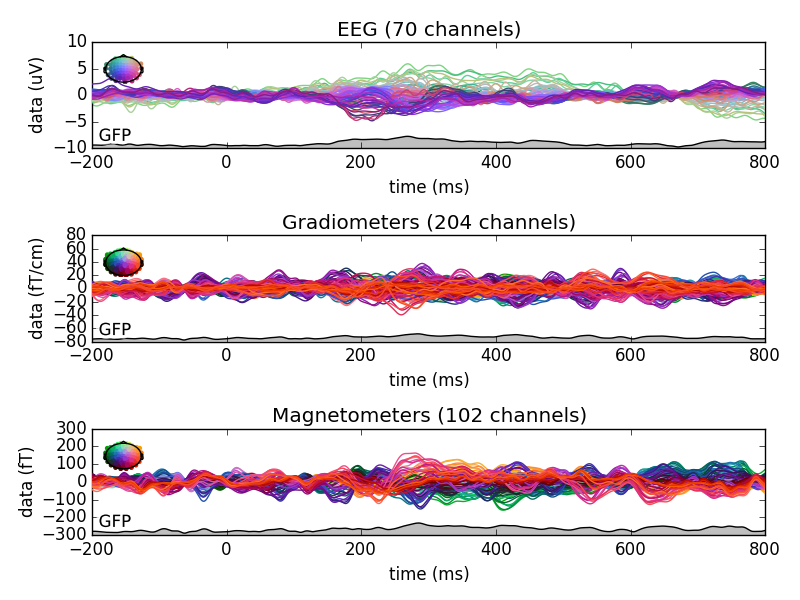 EEG (70 channels)
data (uV)
10
5
0
−5
−10
GFP
−200 0 200 400 600 800
time (ms)
Gradiometers (204 channels)
data (fT/cm)
80
60
40
20
0
−20
−40
−60
−80
GFP
−200 0 200 400 600 800
time (ms)
Magnetometers (102 channels)
data (fT)
300
200
100
0
−100
−200
−300
GFP
−200 0 200 400 600 800
time (ms)